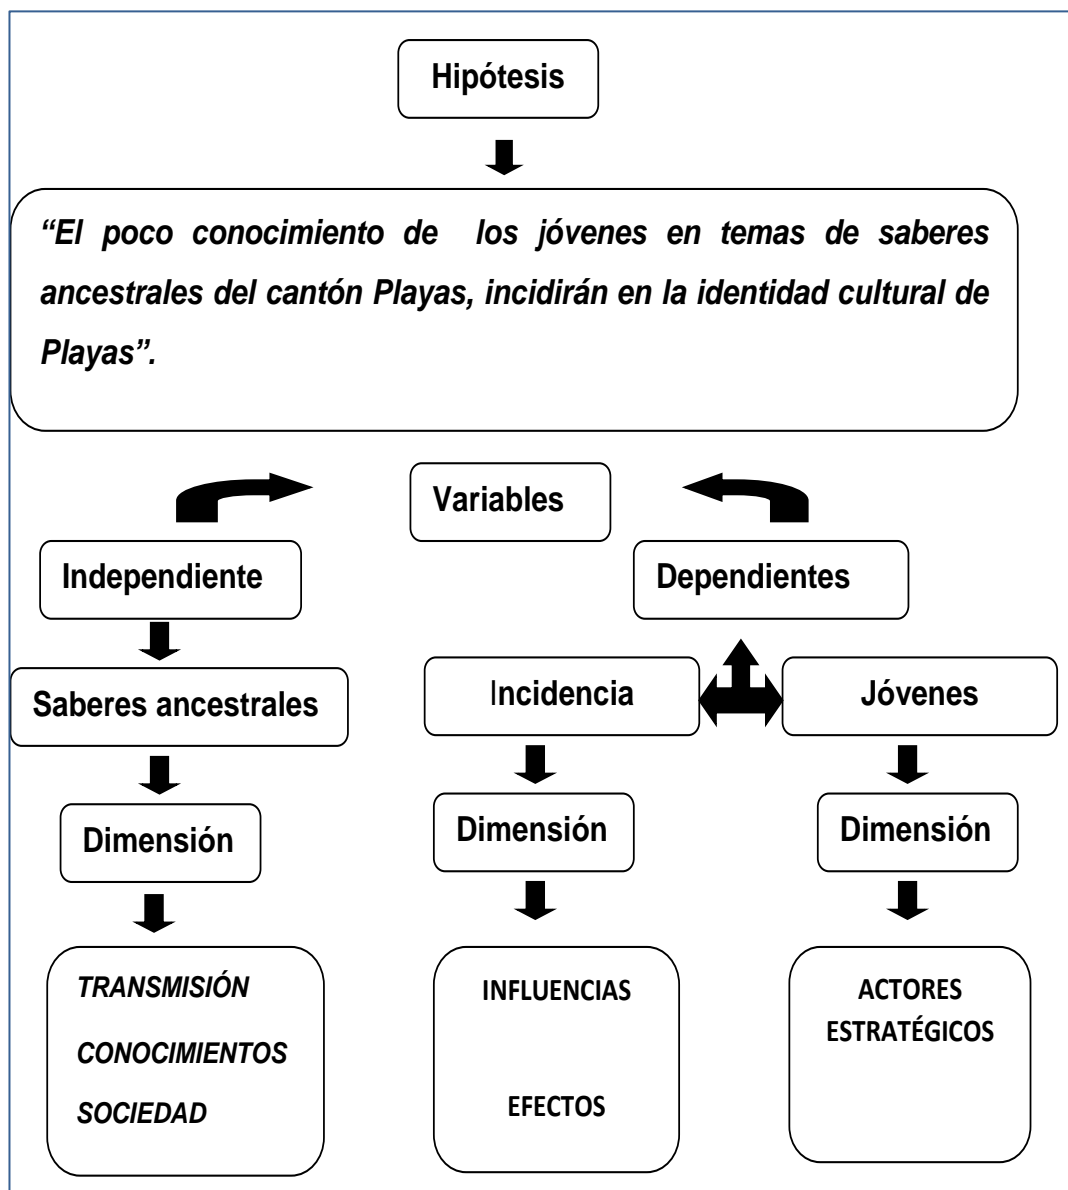 Hipótesis
“El poco conocimiento de los jóvenes en temas de saberes
ancestrales del cantón Playas, incidirán en la identidad cultural de
Playas”.
Variables
Independiente
Dependientes
Saberes ancestrales
Incidencia
Jóvenes
Dimensión
Dimensión
Dimensión
TRANSMISIÓN
CONOCIMIENTOS
SOCIEDAD
INFLUENCIAS
EFECTOS
ACTORES
ESTRATÉGICOS